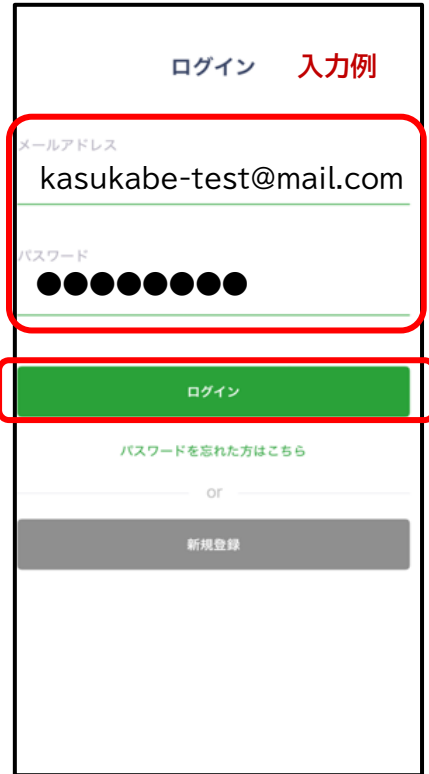 ログイン 入力例
メールアドレス
kasukabe-test@mail.com
パスワード
●●●●●●●●
ログイン
パスワードを忘れた方はこちら
or
新規登録